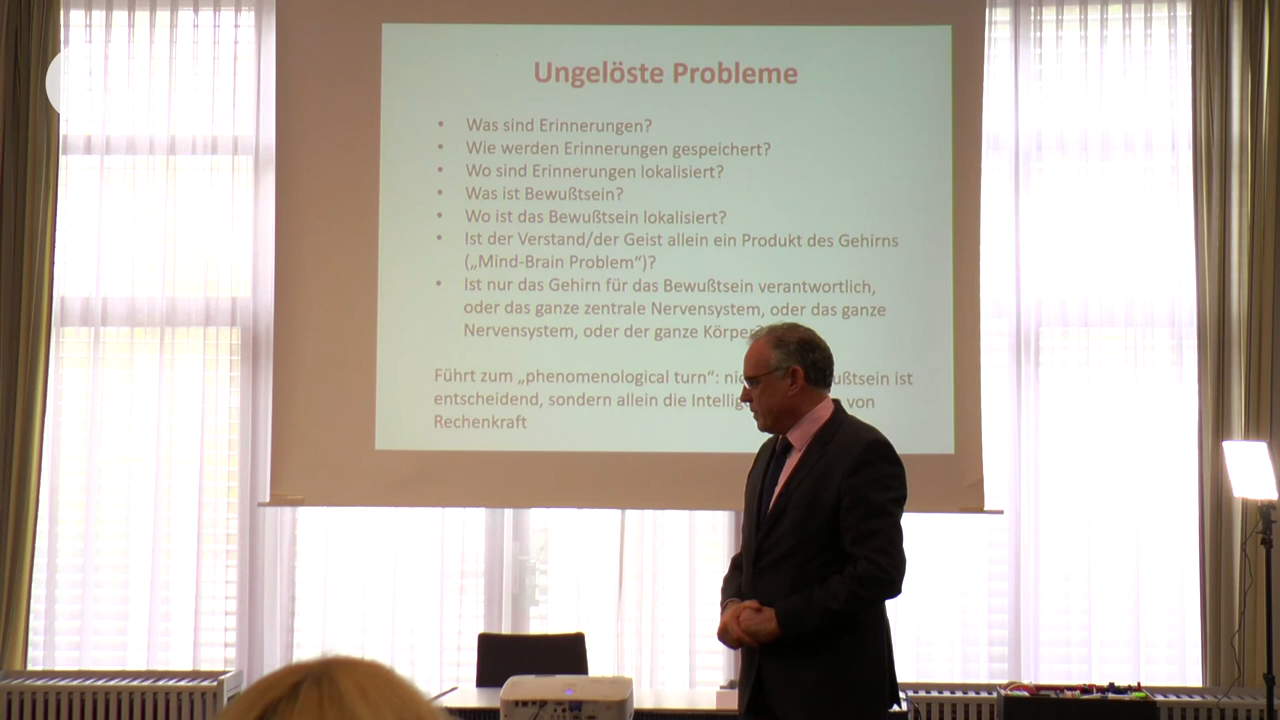 Ungelöste Probleme
• Was sind Erinnerungen?
• Wie werden Erinnerungen gespeichert?
• Wo sind Erinnerungen lokalisiert?
• Was ist Bewußtsein?
• Wo ist das Bewußtsein lokalisiert?
• Ist der Verstand/der Geist allein ein Produkt des Gehirns
(„Mind-Brain Problem“)?
• Ist nur das Gehirn für das Bewußtsein verantwortlich,
oder das ganze zentrale Nervensystem, oder das ganze
Nervensystem, oder der ganze Körper?
Führt zum „phenomenological turn“: ist
entscheidend, sondern allein die von
Rechenkraft